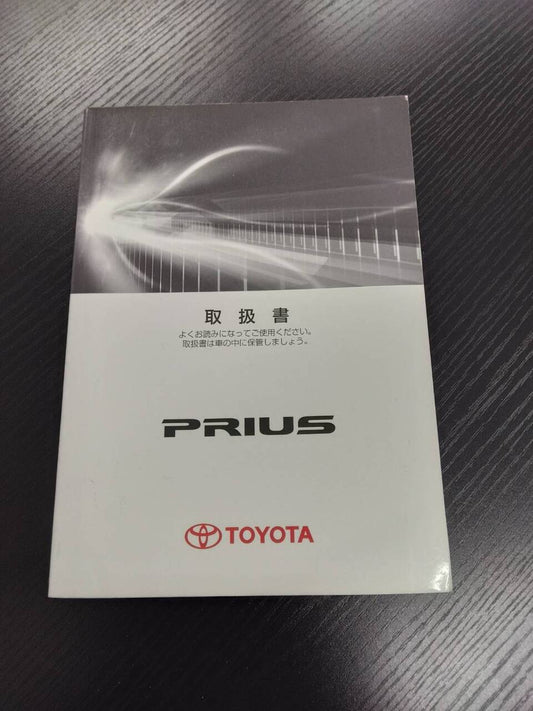 取扱書
よくお読みになってご使用ください。
取扱書は車の中に保管しましょう。
PRIUS
TOYOTA